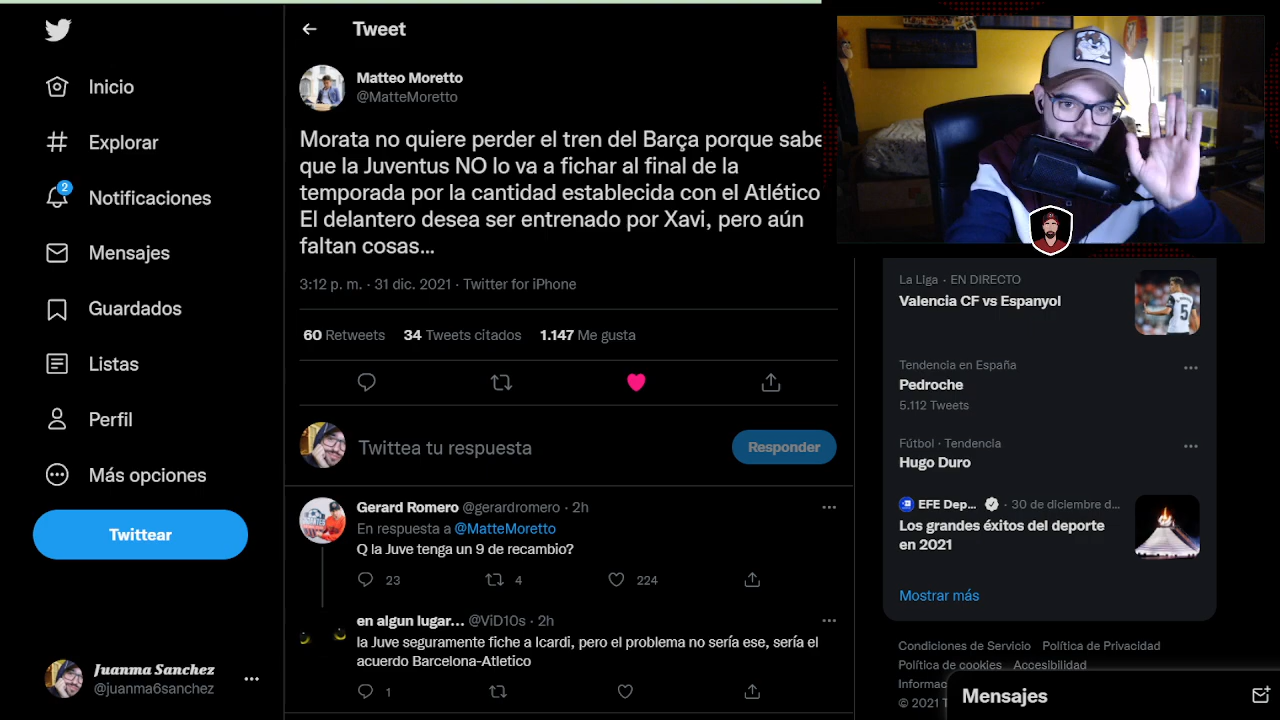 Inicio
Explorar
2
Notificaciones
Mensajes
Guardados
Listas
Perfil
Más opciones
Twittear
Juanma Sanchez
@juanma6sanchez
Tweet
Matteo Moretto
@MatteMoretto
Morata no quiere perder el tren del Barça porque sabe
que la Juventus NO lo va a fichar al final de la
temporada por la cantidad establecida con el Atlético
El delantero desea ser entrenado por Xavi, pero aún
faltan cosas...
3:12 p. m. · 31 dic. 2021 · Twitter for iPhone
60 Retweets 34 Tweets citados 1.147 Me gusta
Twittea tu respuesta
Responder
Gerard Romero @gerardromero · 2h
En respuesta a @MatteMoretto
Q la Juve tenga un 9 de recambio?
23 4 224
en algun lugar... @ViD10s · 2h
la Juve seguramente fiche a Icardi, pero el problema no sería ese, sería el
acuerdo Barcelona-Atletico
1
La Liga · EN DIRECTO
Valencia CF vs Espanyol
Tendencia en España
Pedroche
5.112 Tweets
Fútbol · Tendencia
Hugo Duro
EFE Dep... · 30 de diciembre d...
Los grandes éxitos del deporte
en 2021
Mostrar más
Condiciones de Servicio Política de Privacidad
Política de cookies Accesibilidad
Informac
© 2021 T
Mensajes